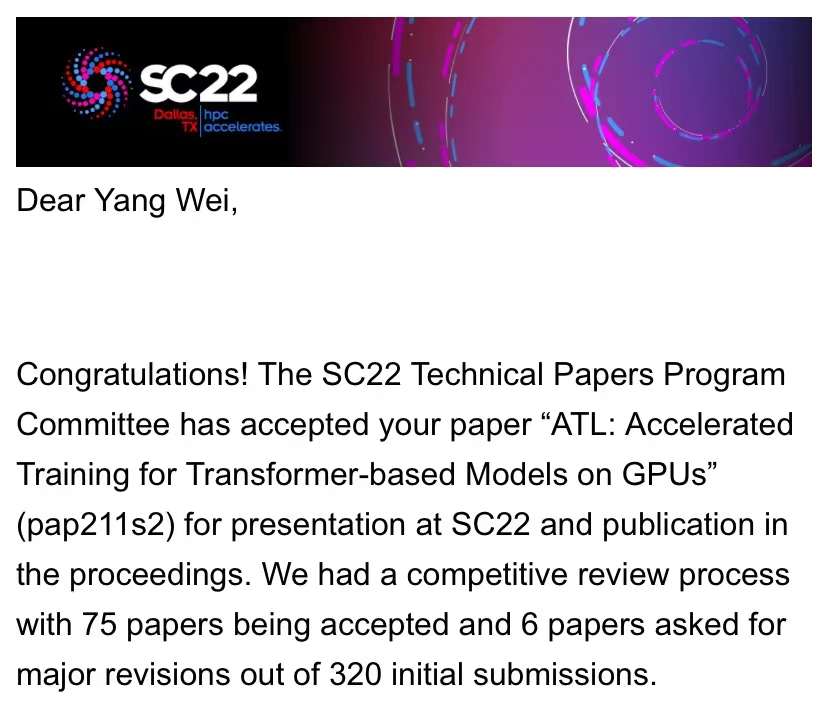 SC22
Dallas, hpc
TX accelerates.
Dear Yang Wei,
Congratulations! The SC22 Technical Papers Program
Committee has accepted your paper “ATL: Accelerated
Training for Transformer-based Models on GPUs”
(pap211s2) for presentation at SC22 and publication in
the proceedings. We had a competitive review process
with 75 papers being accepted and 6 papers asked for
major revisions out of 320 initial submissions.